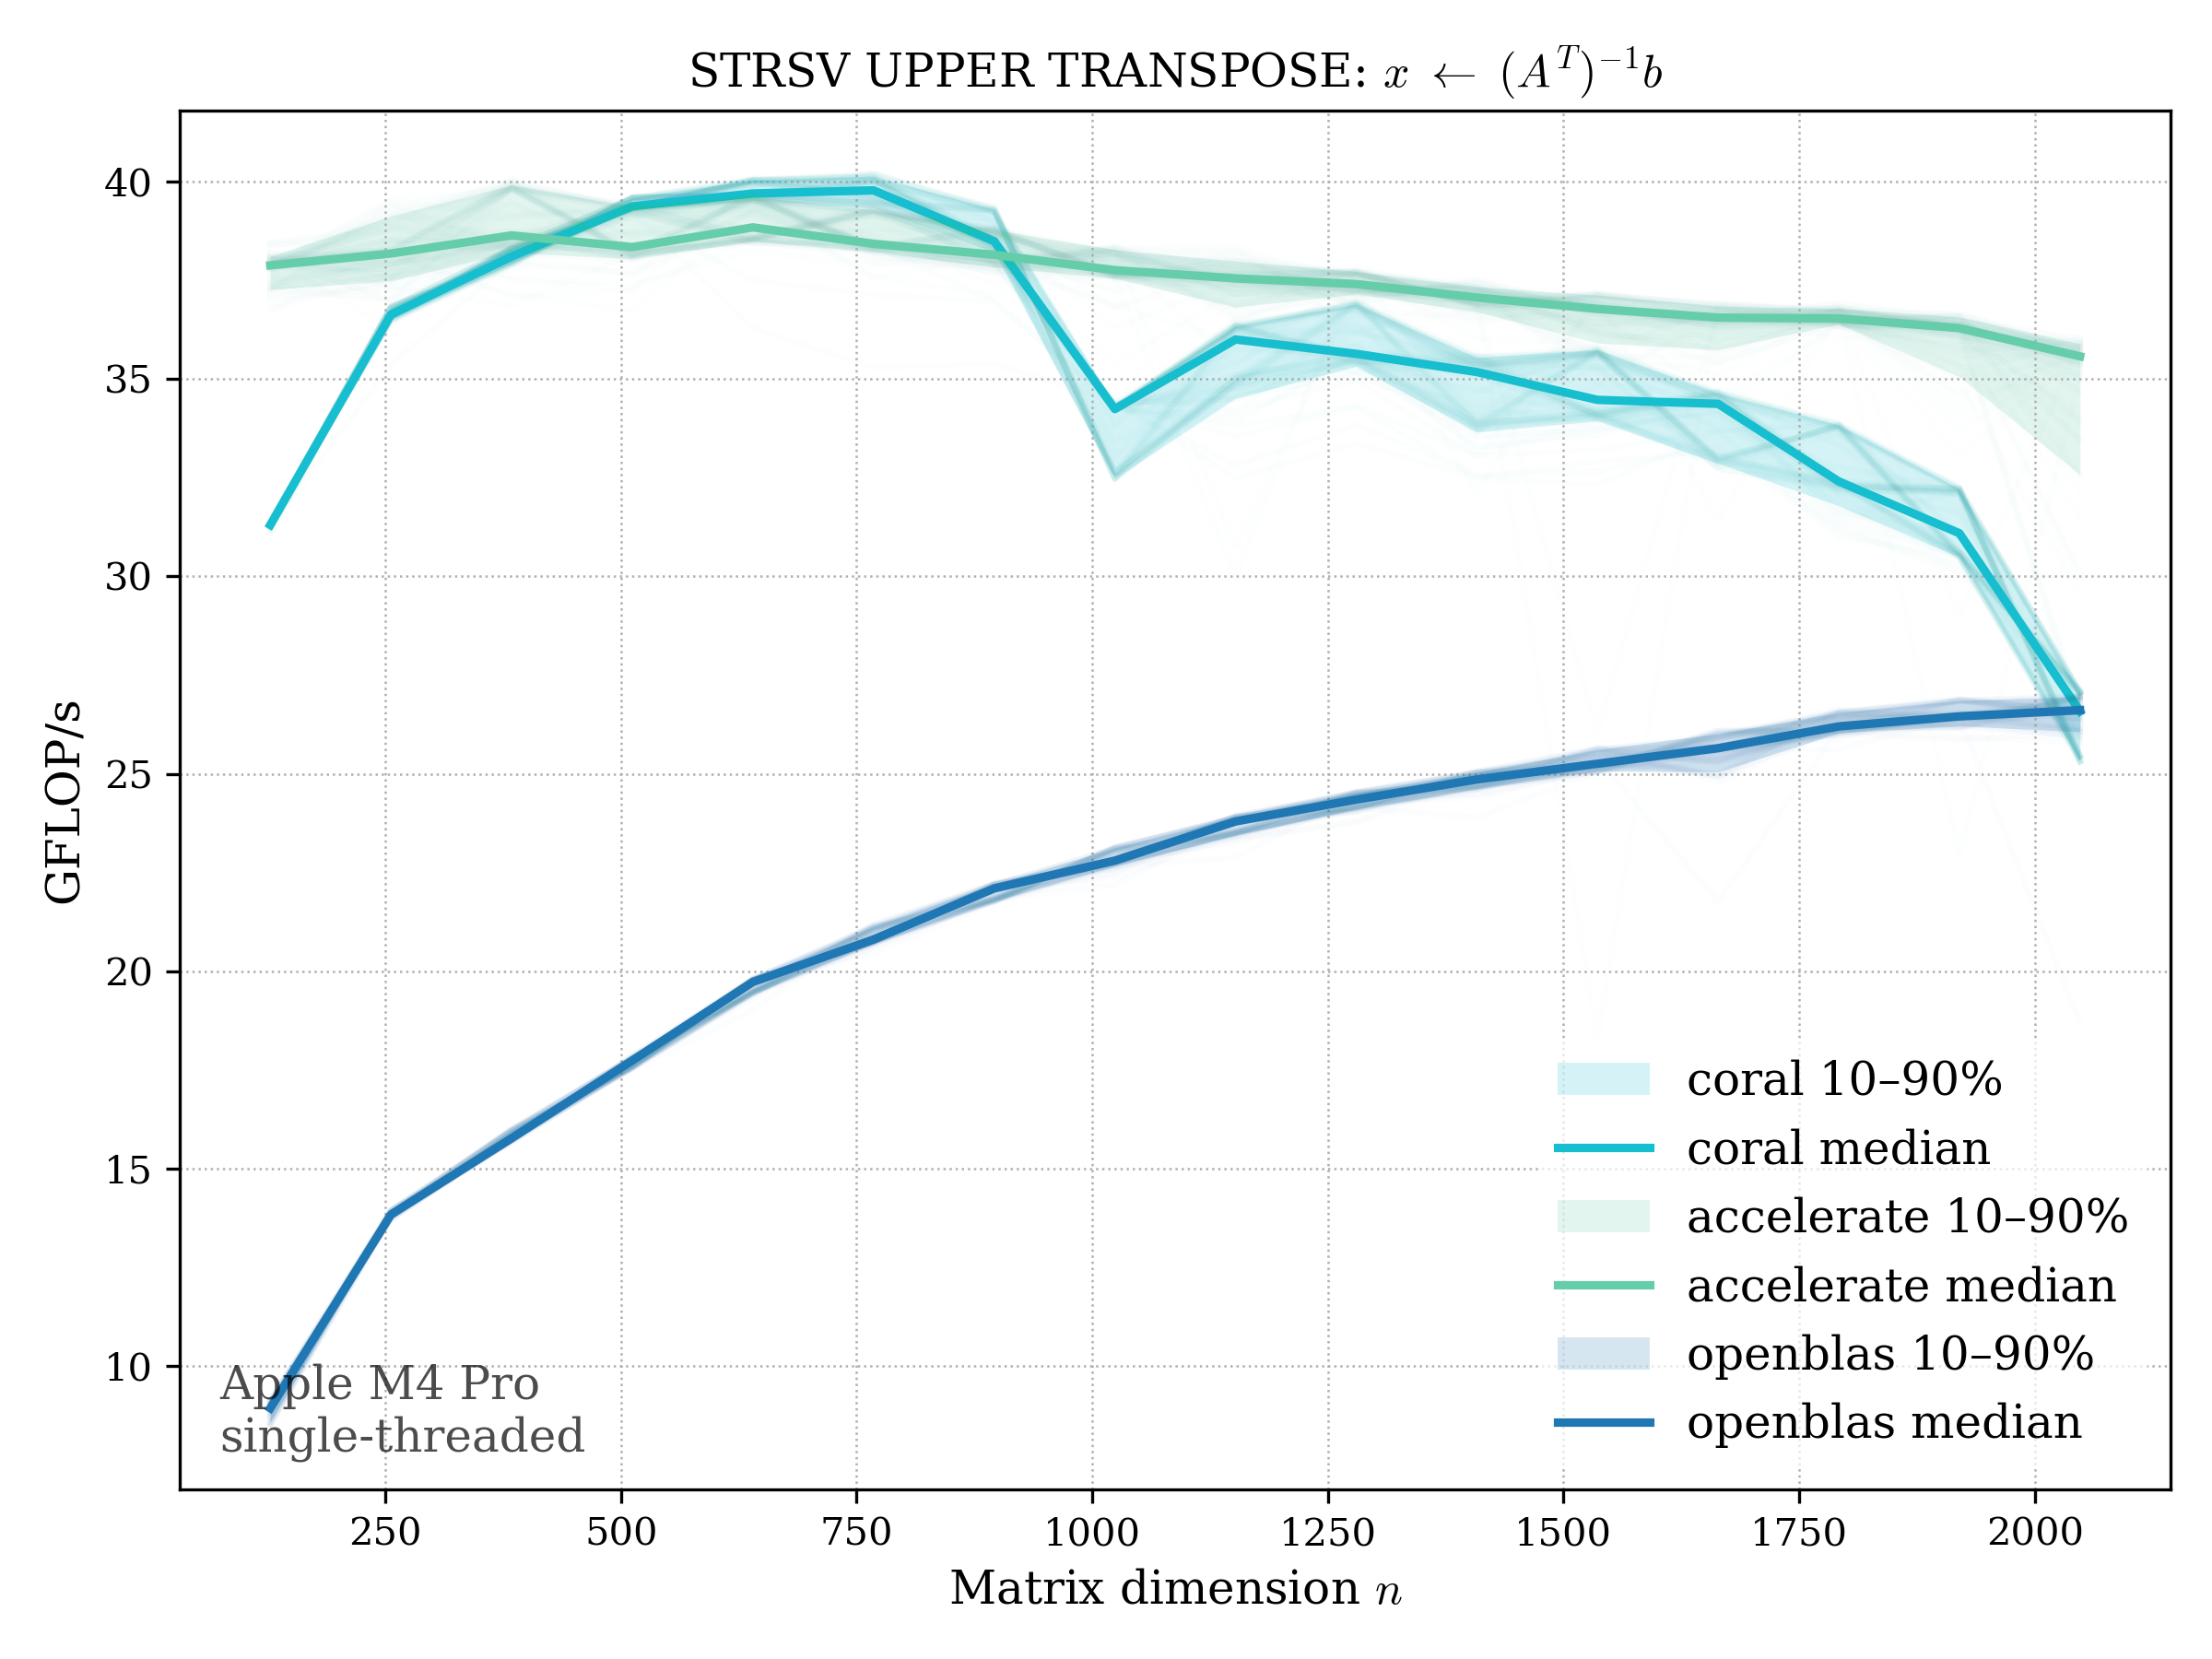 STRSV UPPER TRANSPOSE: x ← (A^T)^{-1}b
GFLOP/s
40
35
30
25
20
15
10
Apple M4 Pro
single-threaded
coral 10–90%
coral median
accelerate 10–90%
accelerate median
openblas 10–90%
openblas median
250 500 750 1000 1250 1500 1750 2000
Matrix dimension n